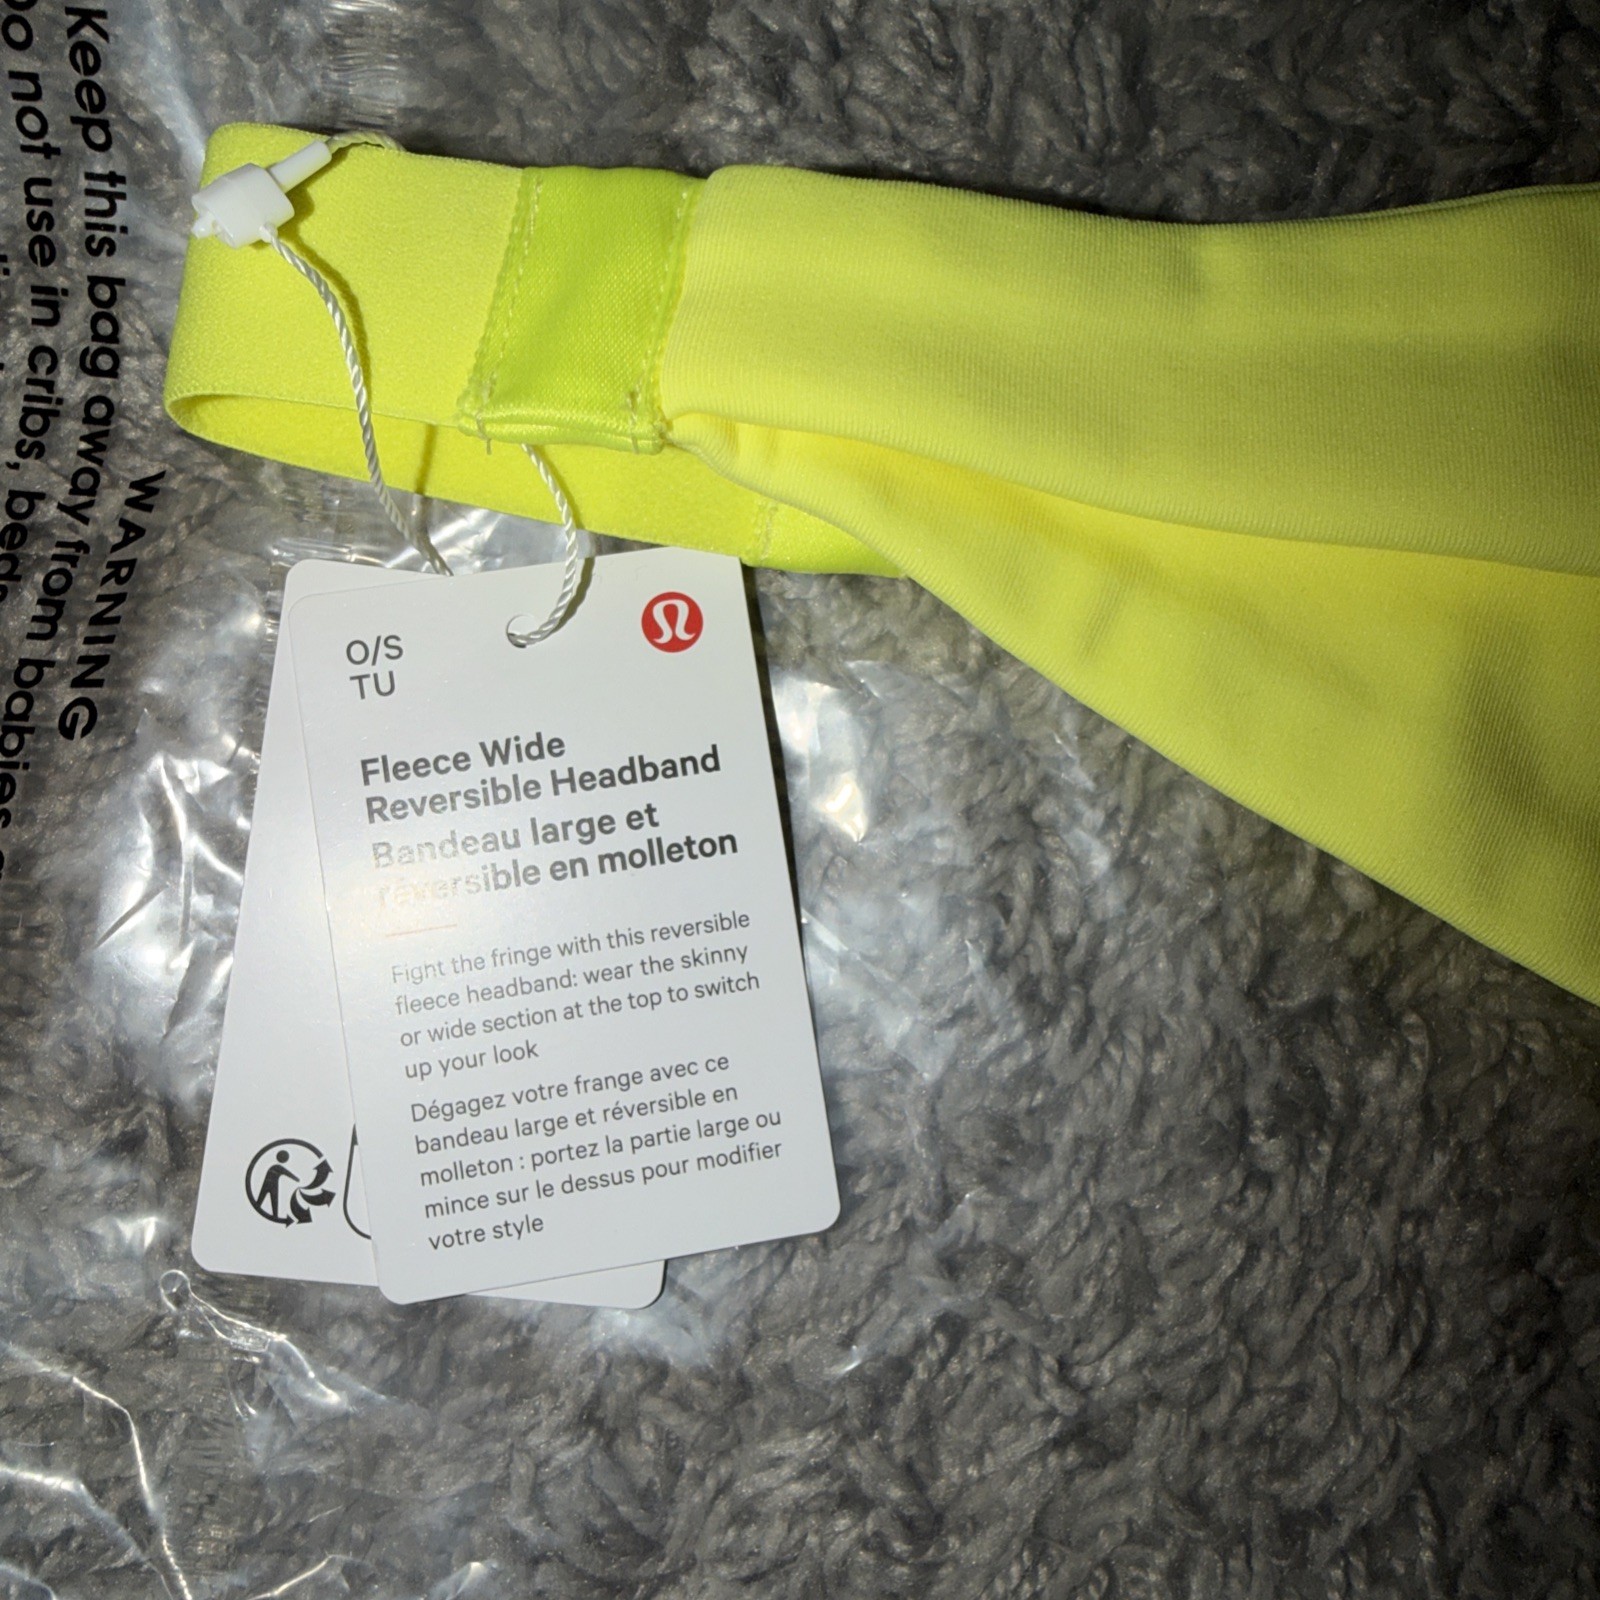 WARNING
Keep this bag away from babies
Do not use in cribs, beds,
O/S
TU
Fleece Wide
Reversible Headband
Bandeau large et
réversible en molleton
Fight the fringe with this reversible
fleece headband: wear the skinny
or wide section at the top to switch
up your look
Dégagez votre frange avec ce
bandeau large et réversible en
molleton : portez la partie large ou
mince sur le dessus pour modifier
votre style